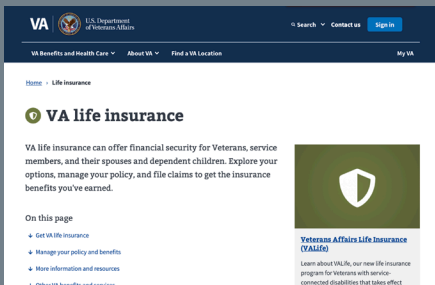 VA
U.S. Department
of Veterans Affairs
Search
Contact us
Sign in
VA Benefits and Health Care
About VA
Find a VA Location
My VA
Home › Life insurance
VA life insurance
VA life insurance can offer financial security for Veterans, service
members, and their spouses and dependent children. Explore your
options, manage your policy, and file claims to get the insurance
benefits you've earned.
On this page
Get VA life insurance
Manage your policy and benefits
More information and resources
Other VA benefits and services
Veterans Affairs Life Insurance
(VALife)
Learn about VALife, our new life insurance
program for Veterans with service-
connected disabilities that takes effect